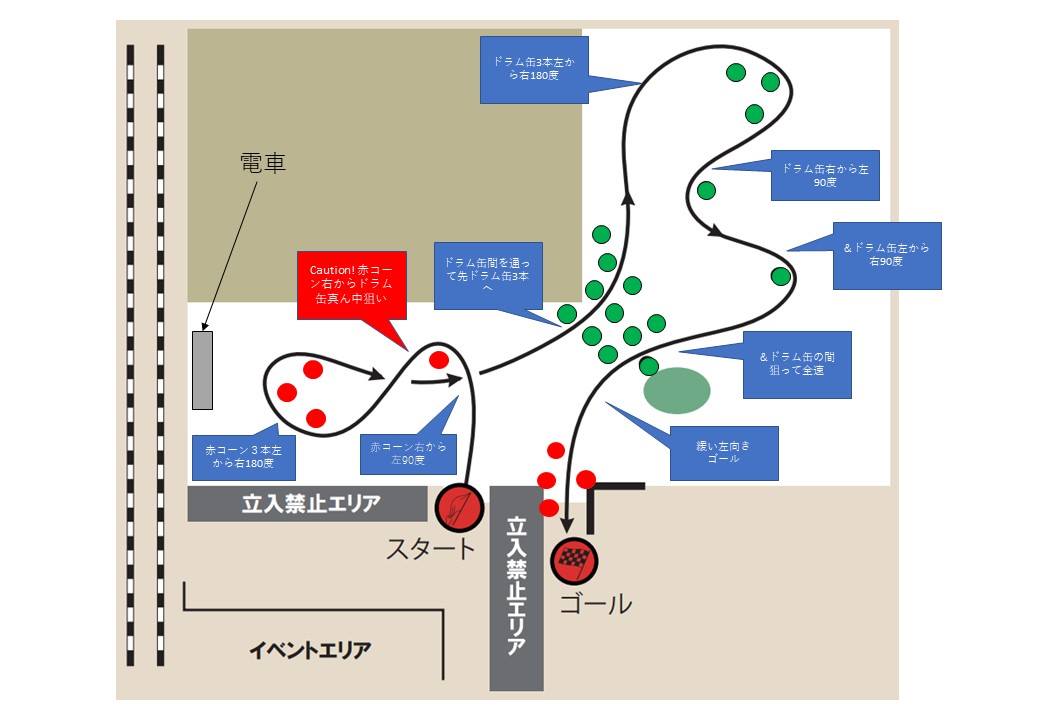 ドラム缶3本左か
ら右180度
電車
ドラム缶右から左
90度
＆ドラム缶左から
右90度
Caution! 赤コー
ン右からドラム
缶真ん中狙い
ドラム缶間を通っ
て先ドラム缶3本
へ
＆ドラム缶の間
狙って全速
赤コーン３本左
から右180度
赤コーン右から
左90度
緩い左向き
ゴール
立入禁止エリア
スタート
立入禁止エリア
ゴール
イベントエリア